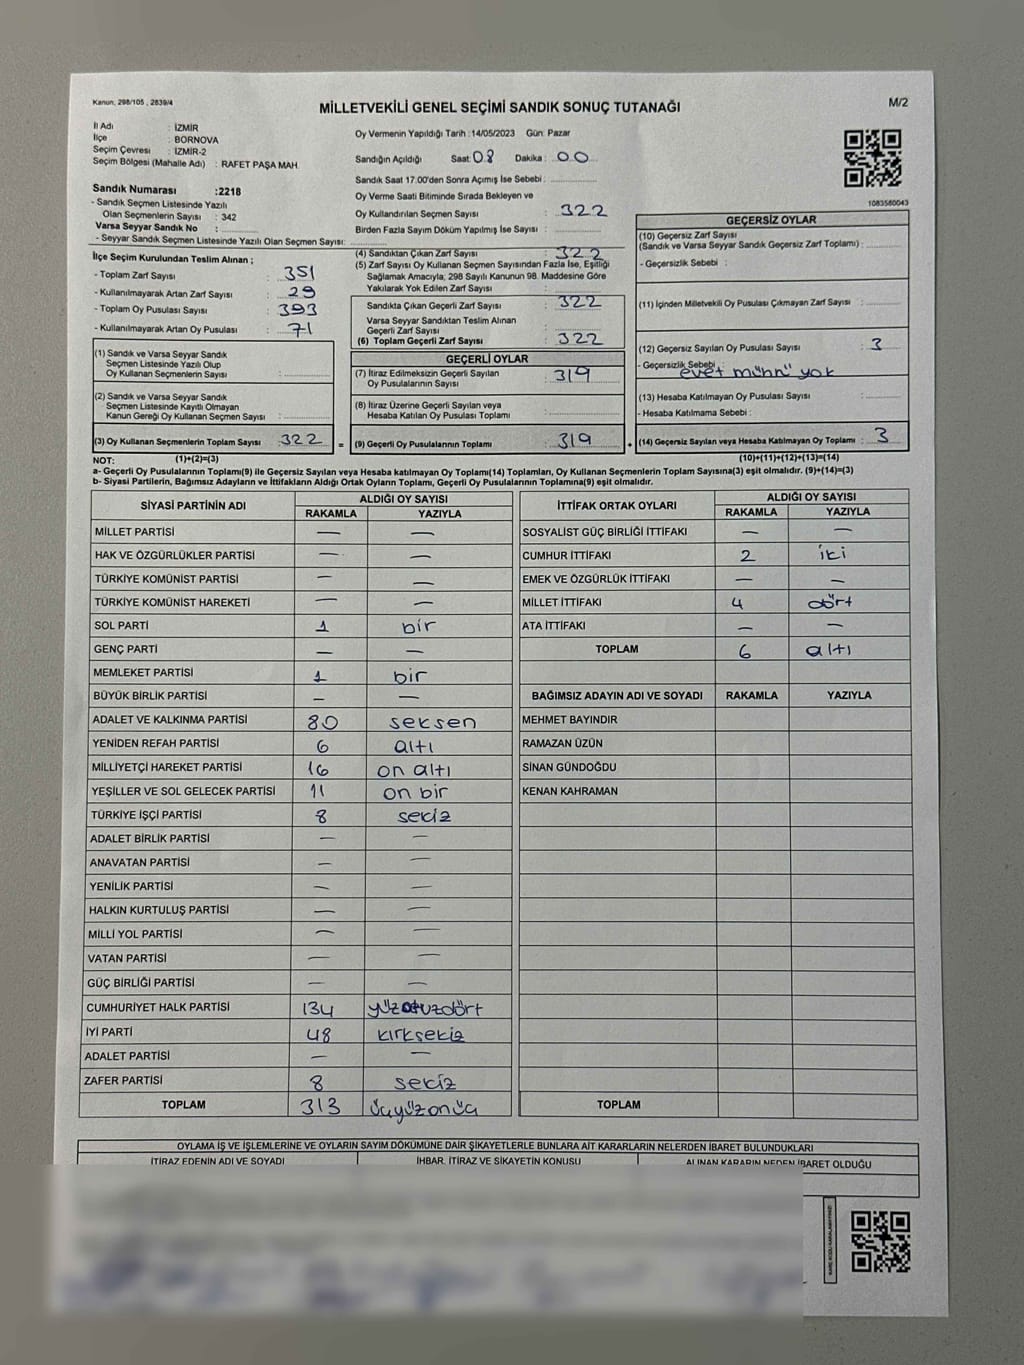 Kanun; 298/105 , 2839/4
MİLLETVEKİLİ GENEL SEÇİMİ SANDIK SONUÇ TUTANAĞI
M/2
İl Adı : İZMİR
İlçe : BORNOVA
Seçim Çevresi : İZMİR-2
Seçim Bölgesi (Mahalle Adı) : RAFET PAŞA MAH.
Sandık Numarası :2218
- Sandık Seçmen Listesinde Yazılı
Olan Seçmenlerin Sayısı : 342
Varsa Seyyar Sandık No :
- Seyyar Sandık Seçmen Listesinde Yazılı Olan Seçmen Sayısı:
Oy Vermenin Yapıldığı Tarih :14/05/2023 Gün: Pazar
Sandığın Açıldığı Saat: 08 Dakika : 00
Sandık Saat 17.00'den Sonra Açımış İse Sebebi :
Oy Verme Saati Bitiminde Sırada Bekleyen ve
Oy Kullandırılan Seçmen Sayısı : 322
Birden Fazla Sayım Döküm Yapılmış İse Sayısı:
1083580043
İlçe Seçim Kurulundan Teslim Alınan ;
- Toplam Zarf Sayısı : 351
- Kullanılmayarak Artan Zarf Sayısı : 29
- Toplam Oy Pusulası : 393
- Kullanılmayarak Artan Oy Pusulası : 71
(4) Sandıktan Çıkan Zarf Sayısı : 322
(5) Zarf Sayısı Oy Kullanan Seçmen Sayısından Fazla İse, Eşitliği
Sağlamak Amacıyla; 298 Sayılı Kanunun 98. Maddesine Göre
Yakılarak Yok Edilen Zarf Sayısı :
Sandıkta Çıkan Geçerli Zarf Sayısı : 322
Varsa Seyyar Sandıktan Teslim Alınan
Geçerli Zarf Sayısı :
(6) Toplam Geçerli Zarf Sayısı : 322
GEÇERSİZ OYLAR
(10) Geçersiz Zarf Sayısı
(Sandık ve Varsa Seyyar Sandık Geçersiz Zarf Toplamı) :
- Geçersizlik Sebebi :
(11) İçinden Milletvekili Oy Pusulası Çıkmayan Zarf Sayısı :
(12) Geçersiz Sayılan Oy Pusulası Sayısı : 3
- Geçersizlik Sebebi : evet mühü yok
(13) Hesaba Katılmayan Oy Pusulası Sayısı :
- Hesaba Katılmama Sebebi :
(1) Sandık ve Varsa Seyyar Sandık
Seçmen Listesinde Yazılı Olup
Oy Kullanan Seçmenlerin Sayısı :
(2) Sandık ve Varsa Seyyar Sandık
Seçmen Listesinde Kayıtlı Olmayan
Kanun Gereği Oy Kullanan Seçmen Sayısı :
GEÇERLİ OYLAR
(7) İtiraz Edilmeksizin Geçerli Sayılan
Oy Pusulalarının Sayısı : 319
(8) İtiraz Üzerine Geçerli Sayılan veya
Hesaba Katılan Oy Pusulası Toplamı :
(3) Oy Kullanan Seçmenlerin Toplam Sayısı : 322 = (9) Geçerli Oy Pusulalarının Toplamı : 319 + (14) Geçersiz Sayılan veya Hesaba Katılmayan Oy Toplamı : 3
NOT: (1)+(2)=(3) (10)+(11)+(12)+(13)=(14)
a- Geçerli Oy Pusulalarının Toplamı(9) ile Geçersiz Sayılan veya Hesaba katılmayan Oy Toplamı(14) Toplamları, Oy Kullanan Seçmenlerin Toplam Sayısına(3) eşit olmalıdır. (9)+(14)=(3)
b- Siyasi Partilerin, Bağımsız Adayların ve İttifakların Aldığı Ortak Oyların Toplamı, Geçerli Oy Pusulalarının Toplamına(9) eşit olmalıdır.
SİYASİ PARTİNİN ADI ALDIĞI OY SAYISI
RAKAMLA YAZIYLA
MİLLET PARTİSİ — —
HAK VE ÖZGÜRLÜKLER PARTİSİ — —
TÜRKİYE KOMÜNİST PARTİSİ — —
TÜRKİYE KOMÜNİST HAREKETİ — —
SOL PARTİ 1 bir
GENÇ PARTİ — —
MEMLEKET PARTİSİ 1 bir
BÜYÜK BİRLİK PARTİSİ — —
ADALET VE KALKINMA PARTİSİ 80 seksen
YENİDEN REFAH PARTİSİ 6 altı
MİLLİYETÇİ HAREKET PARTİSİ 16 on altı
YEŞİLLER VE SOL GELECEK PARTİSİ 11 on bir
TÜRKİYE İŞÇİ PARTİSİ 8 sekiz
ADALET BİRLİK PARTİSİ — —
ANAVATAN PARTİSİ — —
YENİLİK PARTİSİ — —
HALKIN KURTULUŞ PARTİSİ — —
MİLLİ YOL PARTİSİ — —
VATAN PARTİSİ — —
GÜÇ BİRLİĞİ PARTİSİ — —
CUMHURİYET HALK PARTİSİ 134 yüzotuzdört
İYİ PARTİ 48 kırksekiz
ADALET PARTİSİ — —
ZAFER PARTİSİ 8 sekiz
TOPLAM 313 üçyüzonüç
İTTİFAK ORTAK OYLARI ALDIĞI OY SAYISI
RAKAMLA YAZIYLA
SOSYALİST GÜÇ BİRLİĞİ İTTİFAKI — —
CUMHUR İTTİFAKI 2 iki
EMEK VE ÖZGÜRLÜK İTTİFAKI — —
MİLLET İTTİFAKI 4 dört
ATA İTTİFAKI — —
TOPLAM 6 altı
BAĞIMSIZ ADAYIN ADI VE SOYADI RAKAMLA YAZIYLA
MEHMET BAYINDIR
RAMAZAN ÜZÜN
SİNAN GÜNDOĞDU
KENAN KAHRAMAN
TOPLAM
OYLAMA İŞ VE İŞLEMLERİNE VE OYLARIN SAYIM DÖKÜMÜNE DAİR ŞİKAYETLERLE BUNLARA AİT KARARLARIN NELERDEN İBARET BULUNDUKLARI
İTİRAZ EDENİN ADI VE SOYADI İHBAR, İTİRAZ VE ŞİKAYETİN KONUSU ALINAN KARARIN NEDEN İBARET OLDUĞU